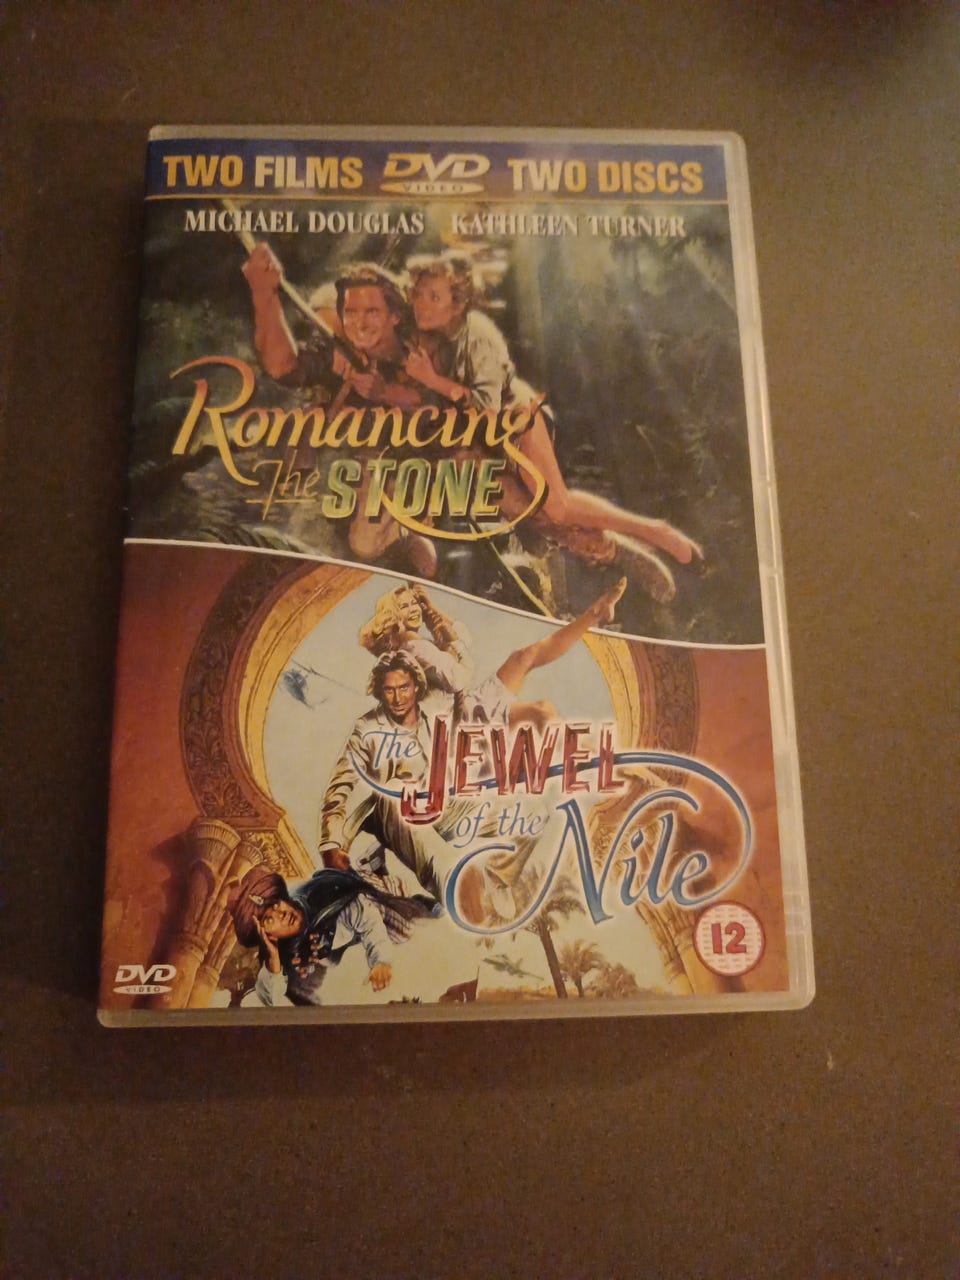 TWO FILMS DVD VIDEO TWO DISCS
MICHAEL DOUGLAS KATHLEEN TURNER
Romancing
The STONE
The JEWEL
of the Nile
12
DVD
VIDEO